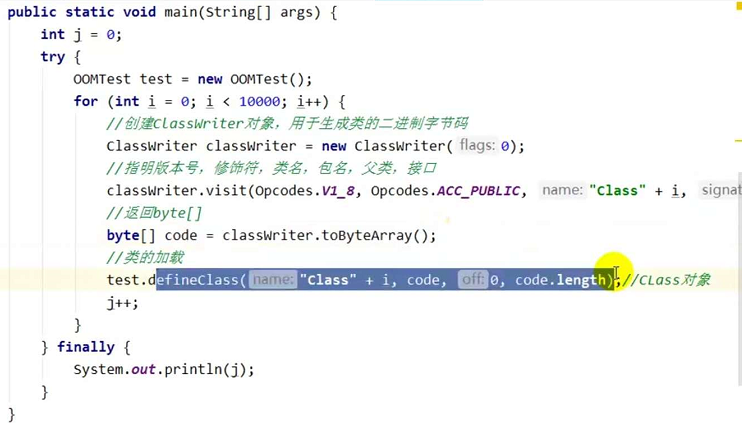 public static void main(String[] args) {
int j = 0;
try {
OOMTest test = new OOMTest();
for (int i = 0; i < 10000; i++) {
//创建ClassWriter对象，用于生成类的二进制字节码
ClassWriter classWriter = new ClassWriter( flags: 0);
//指明版本号，修饰符，类名，包名，父类，接口
classWriter.visit(Opcodes.V1_8, Opcodes.ACC_PUBLIC, name: "Class" + i, signat
//返回byte[]
byte[] code = classWriter.toByteArray();
//类的加载
test.defineClass( name: "Class" + i, code, off: 0, code.length);//CLass对象
j++;
}
} finally {
System.out.println(j);
}
}